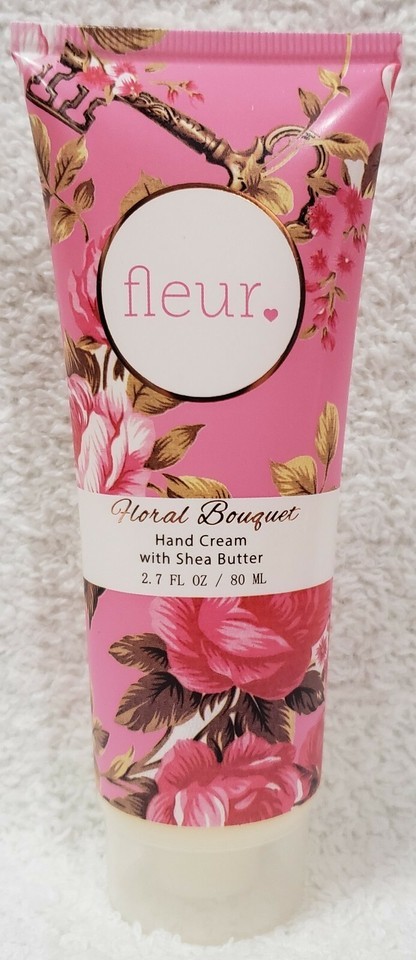 fleur.
Floral Bouquet
Hand Cream
with Shea Butter
2.7 FL OZ / 80 ML